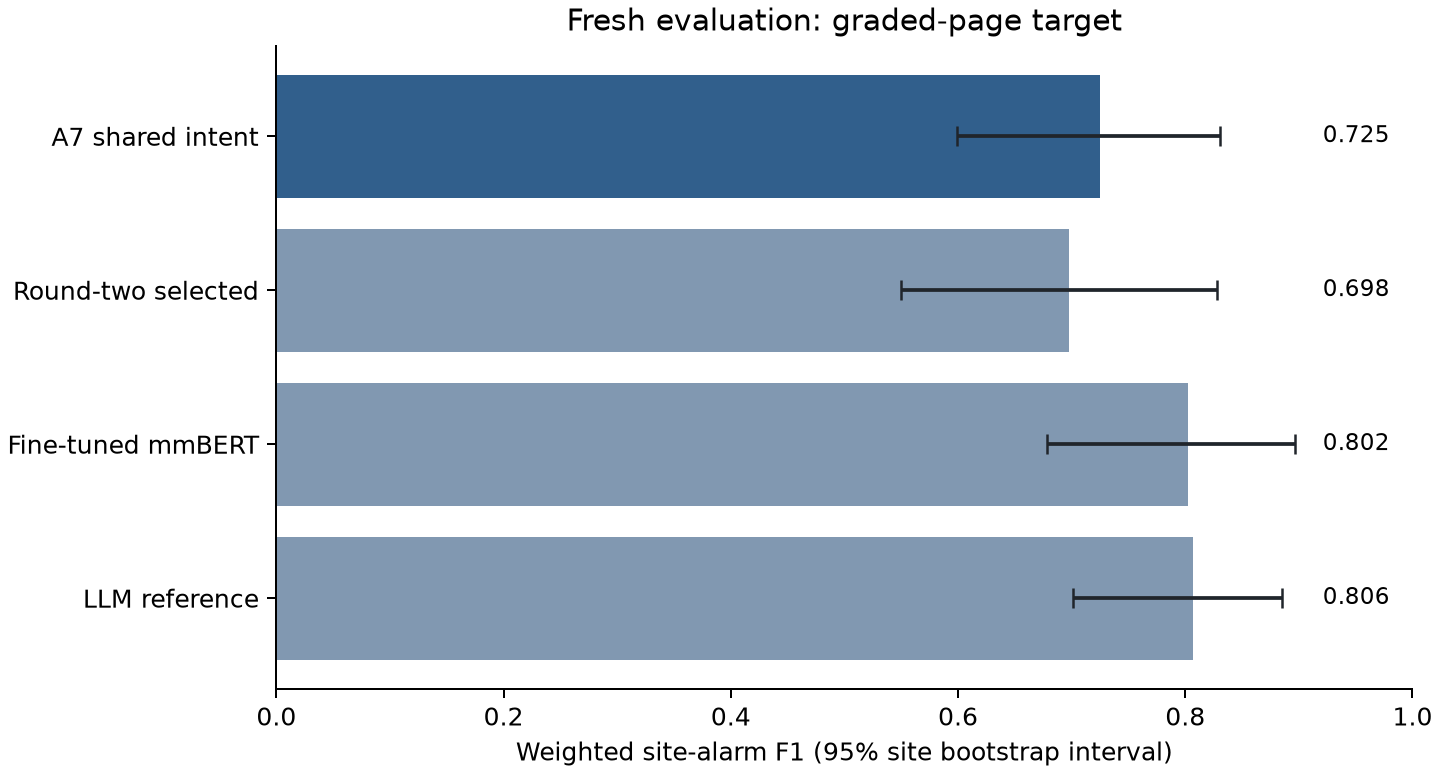 Fresh evaluation: graded-page target
A7 shared intent
0.725
Round-two selected
0.698
Fine-tuned mmBERT
0.802
LLM reference
0.806
0.0 0.2 0.4 0.6 0.8 1.0
Weighted site-alarm F1 (95% site bootstrap interval)